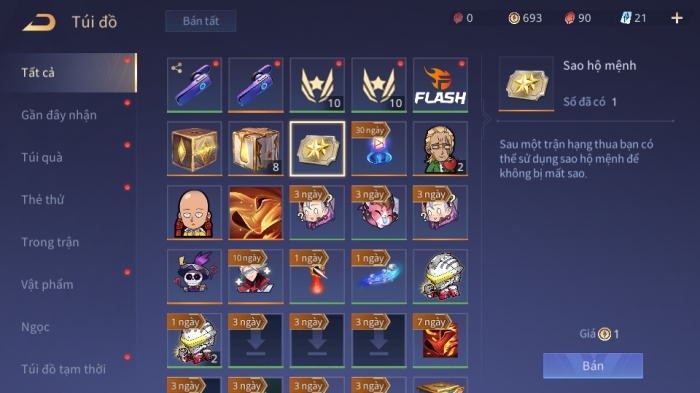 Túi đồ
Bán tất
0
693
90
21
+
Tất cả
Gần đây nhận
Túi quà
Thẻ thử
Trong trận
Vật phẩm
Ngọc
Túi đồ tạm thời
10
10
FLASH
8
30 ngày
2
3 ngày
3 ngày
3 ngày
10 ngày
1 ngày
1 ngày
1 ngày
2
3 ngày
3 ngày
3 ngày
7 ngày
3 ngày
3 ngày
3 ngày
3 ngày
Sao hộ mệnh
Số đã có 1
Sau một trận hạng thua bạn có
thể sử dụng sao hộ mệnh để
không bị mất sao.
Giá 1
Bán